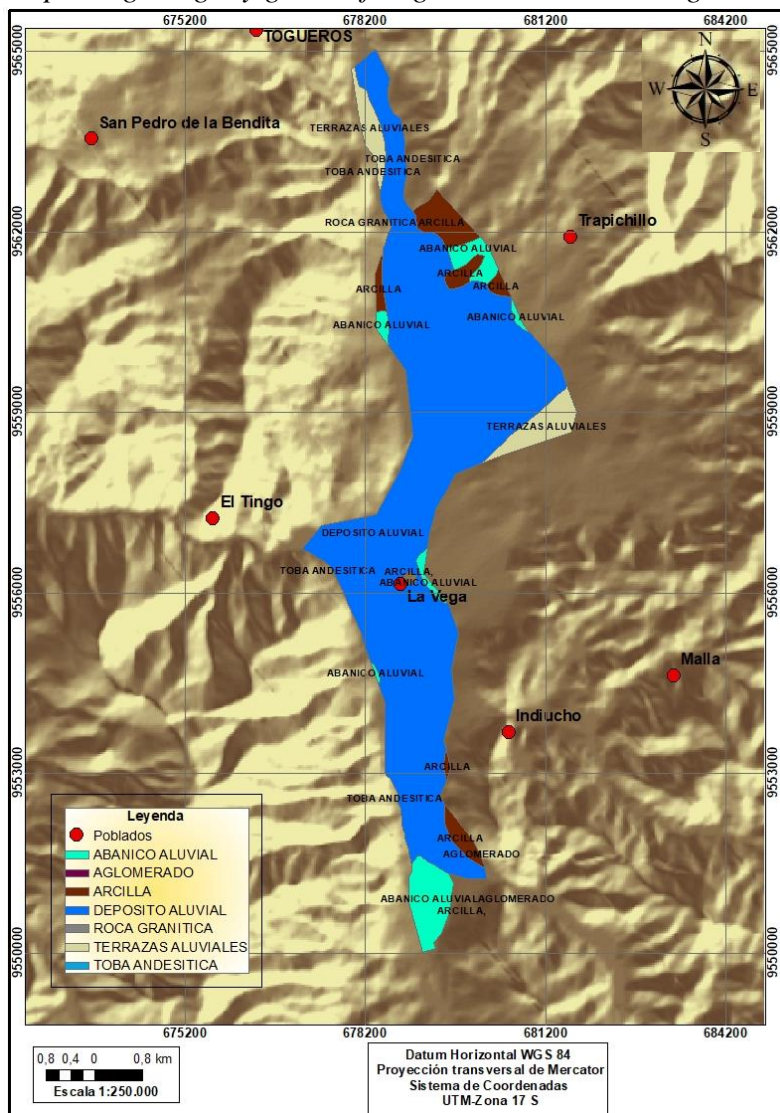 675200 678200 681200 684200
TOGUEROS
9565000 9565000
N
W E
S
San Pedro de la Bendita
TERRAZAS ALUVIALES
TOBA ANDESITICA
TOBA ANDESITICA
9562000 9562000
ROCA GRANITICA ARCILLA
Trapichillo
ABANICO ALUVIAL
ARCILLA
ARCILLA
ARCILLA
ABANICO ALUVIAL
ABANICO ALUVIAL
9559000 9559000
TERRAZAS ALUVIALES
El Tingo
DEPOSITO ALUVIAL
TOBA ANDESITICA ARCILLA,
ABANICO ALUVIAL
9556000 9556000
La Vega
ABANICO ALUVIAL
Malla
Indiucho
9553000 9553000
ARCILLA
TOBA ANDESITICA
ARCILLA
AGLOMERADO
ABANICO ALUVIAL AGLOMERADO
ARCILLA,
9550000 9550000
Leyenda
Poblados
ABANICO ALUVIAL
AGLOMERADO
ARCILLA
DEPOSITO ALUVIAL
ROCA GRANITICA
TERRAZAS ALUVIALES
TOBA ANDESITICA
675200 678200 681200 684200
0,8 0,4 0 0,8 km
Escala 1:250.000
Datum Horizontal WGS 84
Proyección transversal de Mercator
Sistema de Coordenadas
UTM-Zona 17 S